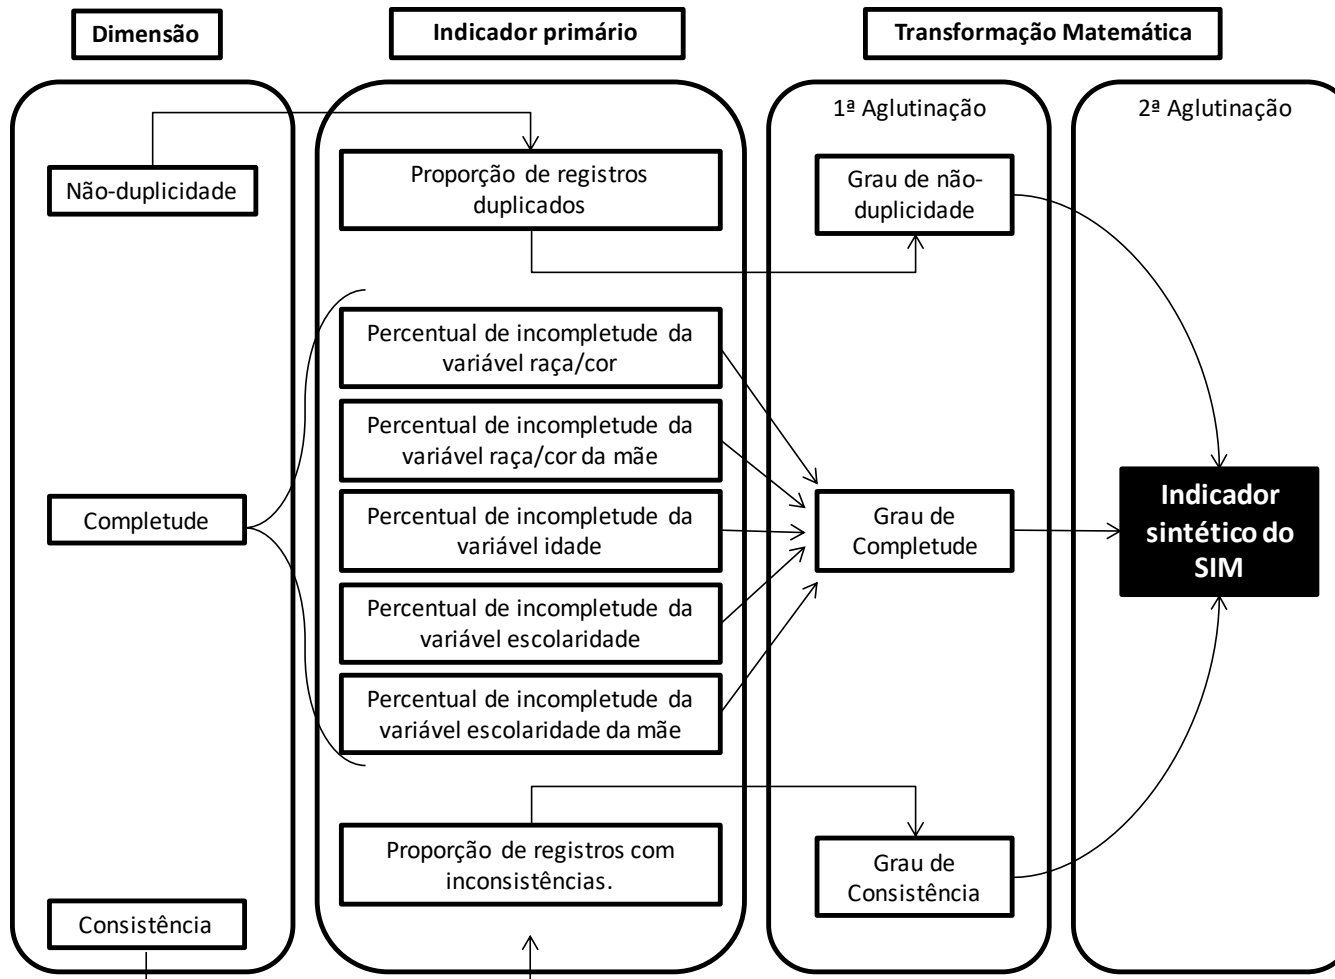 Dimensão
Indicador primário
Transformação Matemática
1ª Aglutinação
2ª Aglutinação
Não-duplicidade
Proporção de registros
duplicados
Grau de não-
duplicidade
Percentual de incompletude da
variável raça/cor
Percentual de incompletude da
variável raça/cor da mãe
Completude
Percentual de incompletude da
variável idade
Grau de
Completude
Indicador
sintético do
SIM
Percentual de incompletude da
variável escolaridade
Percentual de incompletude da
variável escolaridade da mãe
Proporção de registros com
inconsistências.
Grau de
Consistência
Consistência